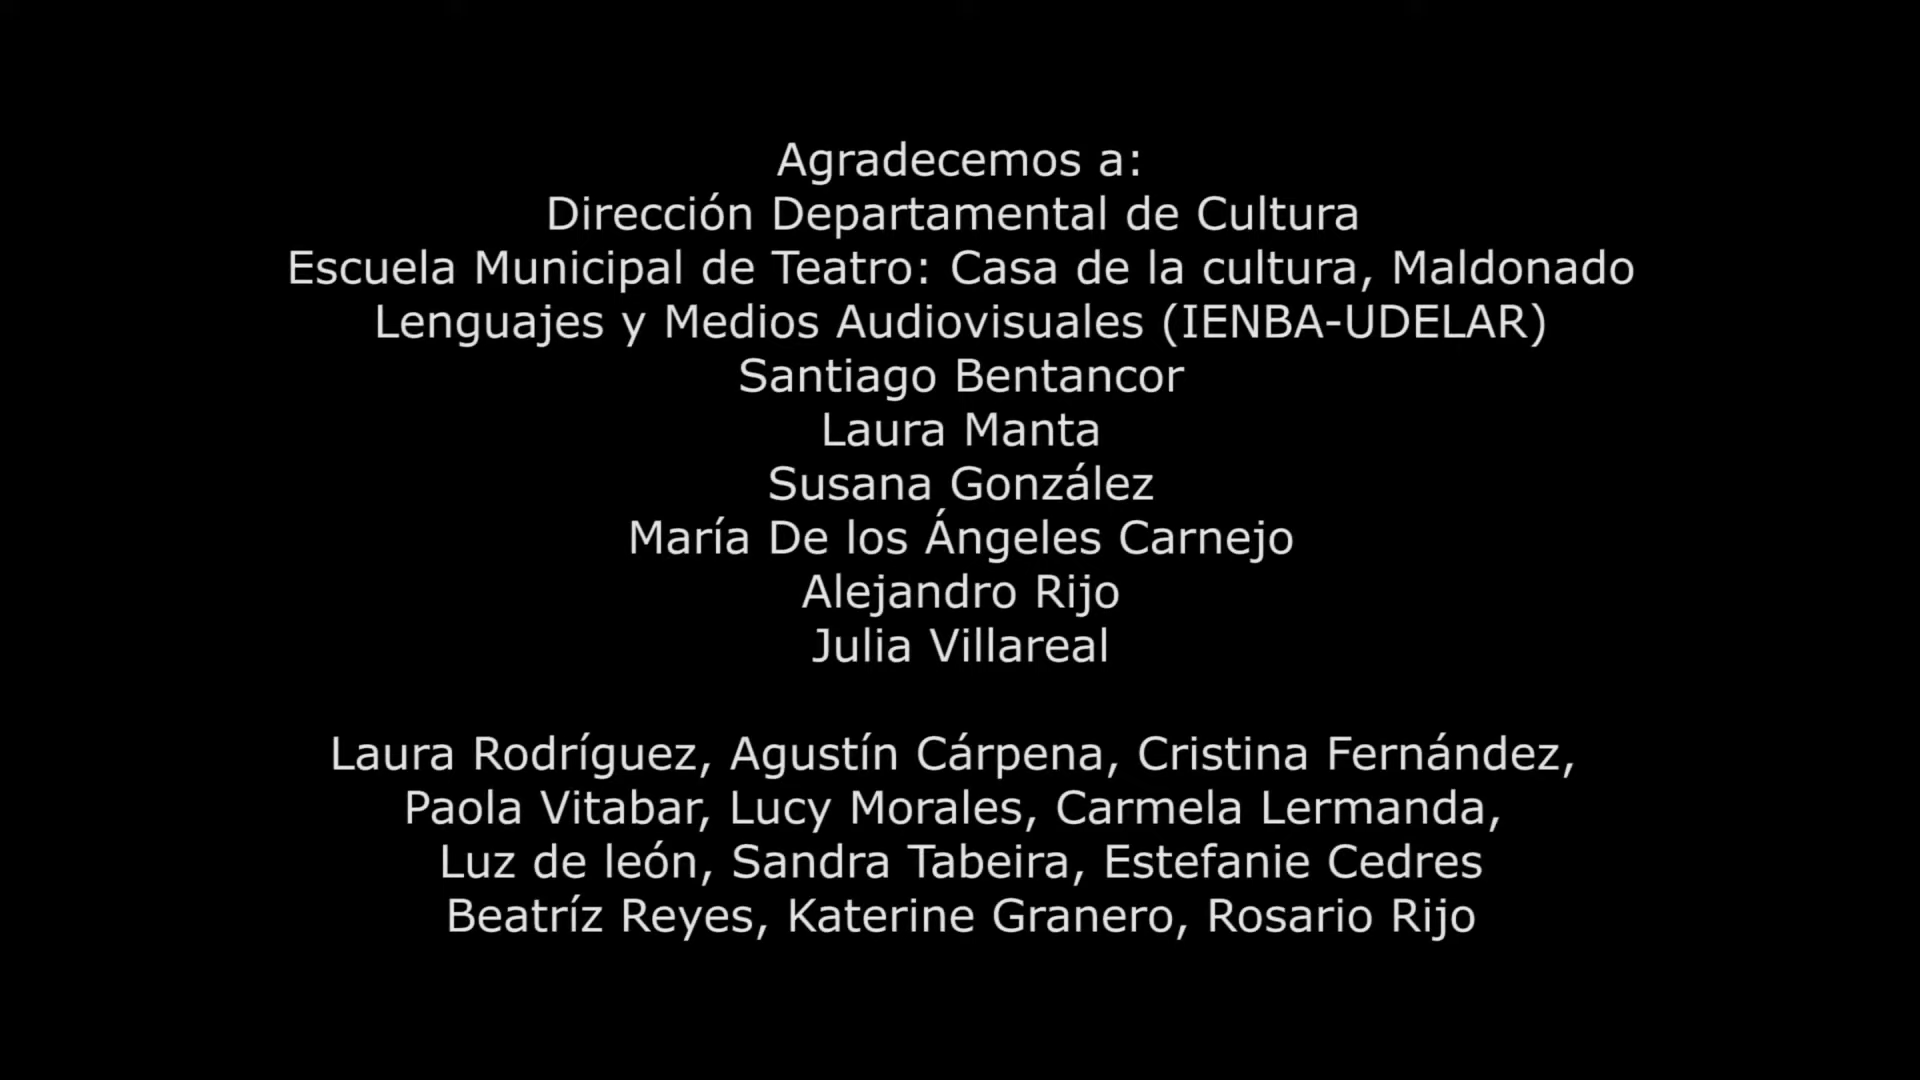 Agradecemos a:
Dirección Departamental de Cultura
Escuela Municipal de Teatro: Casa de la cultura, Maldonado
Lenguajes y Medios Audiovisuales (IENBA-UDELAR)
Santiago Bentancor
Laura Manta
Susana González
María De los Ángeles Carnejo
Alejandro Rijo
Julia Villareal
Laura Rodríguez, Agustín Cárpena, Cristina Fernández,
Paola Vitabar, Lucy Morales, Carmela Lermanda,
Luz de león, Sandra Tabeira, Estefanie Cedres
Beatríz Reyes, Katerine Granero, Rosario Rijo